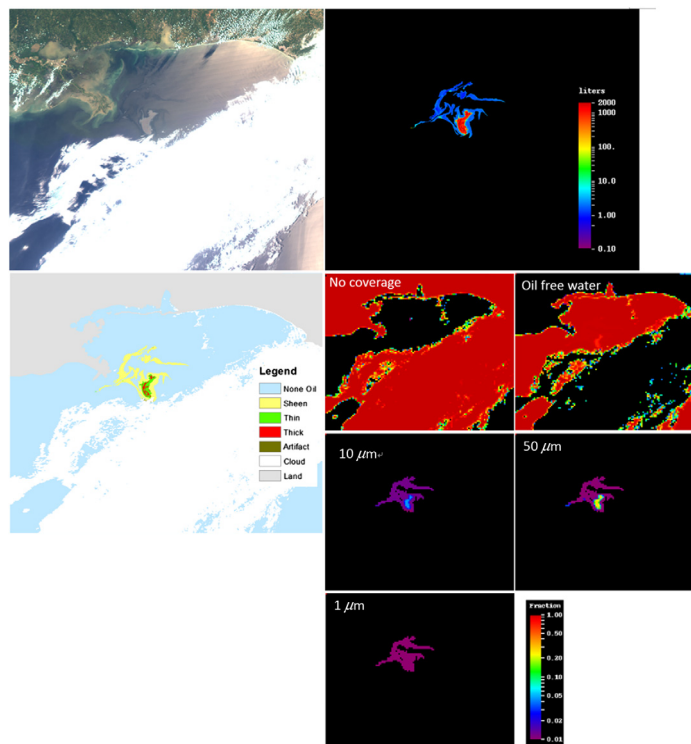 liters
2000
1000
100.
10.0
1.00
0.10
No coverage
Oil free water
Legend
None Oil
Sheen
Thin
Thick
Artifact
Cloud
Land
10 μm↵
50 μm
1 μm
Fraction
1.00
0.50
0.20
0.10
0.05
0.02
0.01